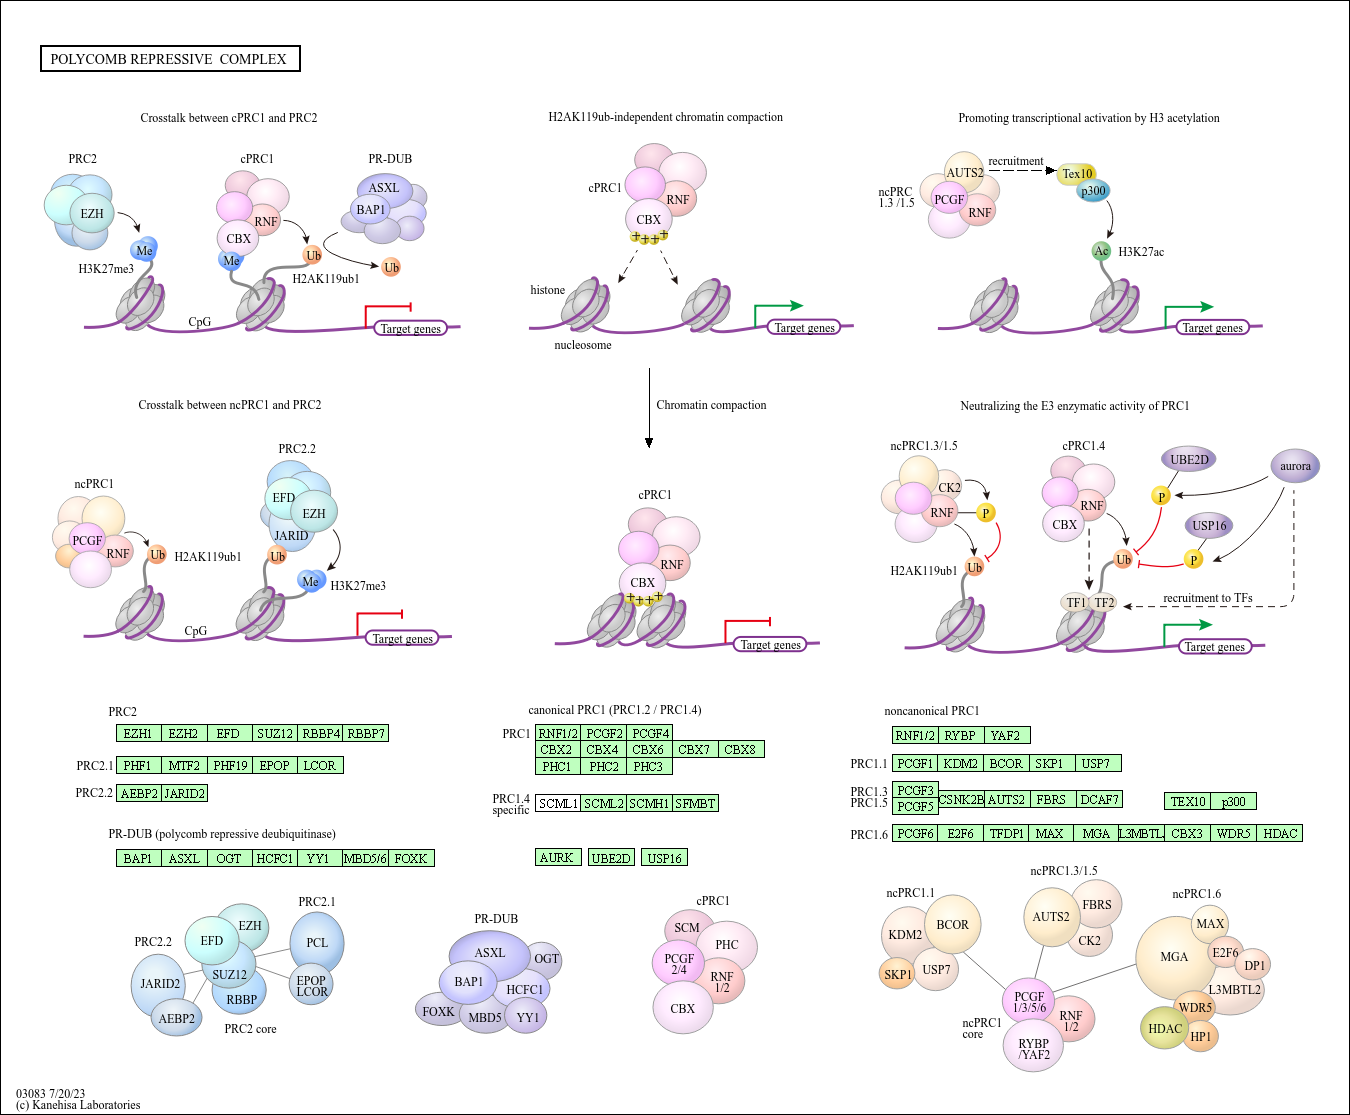 POLYCOMB REPRESSIVE COMPLEX
Crosstalk between cPRC1 and PRC2
PRC2
cPRC1
PR-DUB
EZH
ASXL
BAP1
RNF
CBX
Me
Me
Ub
Ub
H3K27me3
H2AK119ub1
CpG
Target genes
H2AK119ub-independent chromatin compaction
cPRC1
RNF
CBX
++++
histone
nucleosome
Target genes
Promoting transcriptional activation by H3 acetylation
ncPRC
1.3 /1.5
AUTS2
PCGF
RNF
recruitment
Tex10
p300
Ac
H3K27ac
Target genes
Crosstalk between ncPRC1 and PRC2
ncPRC1
PCGF
RNF
Ub
H2AK119ub1
PRC2.2
EFD
EZH
JARID
Ub
Me
H3K27me3
CpG
Target genes
Chromatin compaction
cPRC1
RNF
CBX
++++
Target genes
Neutralizing the E3 enzymatic activity of PRC1
ncPRC1.3/1.5
CK2
RNF
P
H2AK119ub1
Ub
cPRC1.4
RNF
CBX
UBE2D
P
aurora
USP16
P
Ub
TF1
TF2
recruitment to TFs
Target genes
PRC2
EZH1 EZH2 EFD SUZ12 RBBP4 RBBP7
PRC2.1 PHF1 MTF2 PHF19 EPOP LCOR
PRC2.2 AEBP2 JARID2
PR-DUB (polycomb repressive deubiquitinase)
BAP1 ASXL OGT HCFC1 YY1 MBD5/6 FOXK
canonical PRC1 (PRC1.2 / PRC1.4)
PRC1 RNF1/2 PCGF2 PCGF4
CBX2 CBX4 CBX6 CBX7 CBX8
PHC1 PHC2 PHC3
PRC1.4
specific
SCML1 SCML2 SCMH1 SFMBT
AURK UBE2D USP16
noncanonical PRC1
RNF1/2 RYBP YAF2
PRC1.1 PCGF1 KDM2 BCOR SKP1 USP7
PRC1.3 PCGF3
PRC1.5 PCGF5
CSNK2B AUTS2 FBRS DCAF7
TEX10 p300
PRC1.6 PCGF6 E2F6 TFDP1 MAX MGA L3MBTL CBX3 WDR5 HDAC
PRC2.2
PRC2.1
EZH
EFD
PCL
SUZ12
JARID2
RBBP
EPOP
LCOR
AEBP2
PRC2 core
PR-DUB
ASXL
OGT
BAP1
HCFC1
FOXK
MBD5
YY1
cPRC1
SCM
PHC
PCGF
2/4
RNF
1/2
CBX
ncPRC1.1
KDM2
BCOR
SKP1
USP7
ncPRC1.3/1.5
FBRS
AUTS2
CK2
ncPRC1.6
MAX
MGA
E2F6
DP1
L3MBTL2
WDR5
HDAC
HP1
PCGF
1/3/5/6
RNF
1/2
ncPRC1
core
RYBP
/YAF2
03083 7/20/23
(c) Kanehisa Laboratories